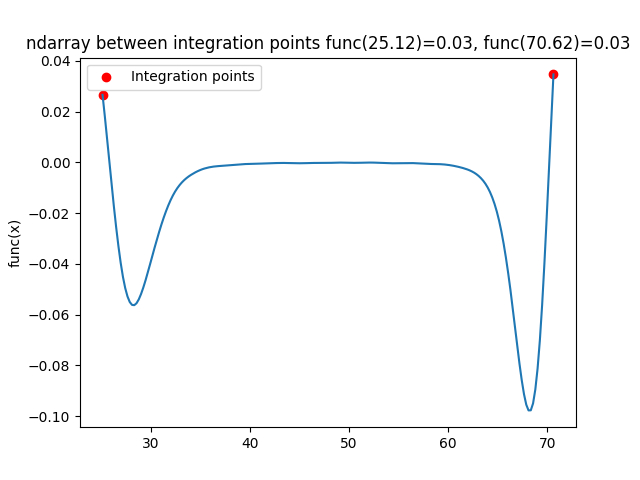 ndarray between integration points func(25.12)=0.03, func(70.62)=0.03
Integration points
0.04
0.02
0.00
−0.02
−0.04
−0.06
−0.08
−0.10
func(x)
30 40 50 60 70